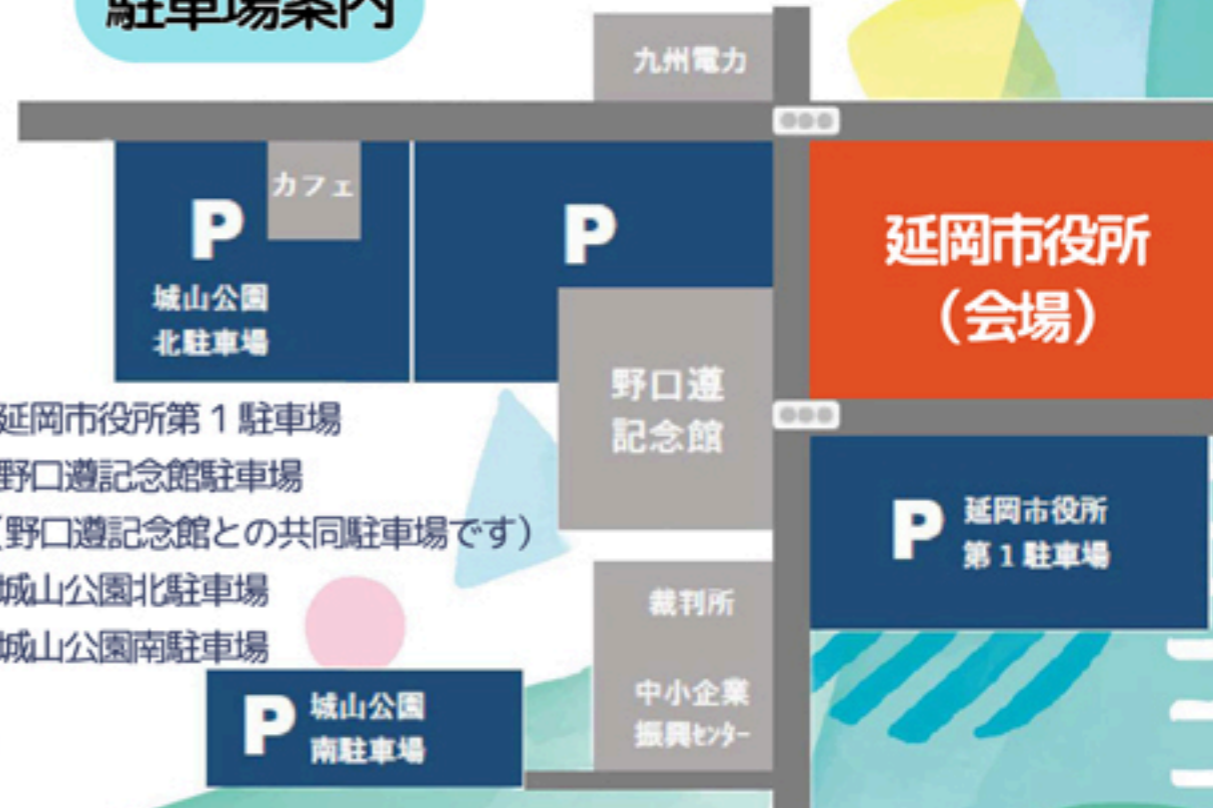 駐車場案内
九州電力
カフェ
P
P
城山公園
北駐車場
延岡市役所
（会場）
野口遵
記念館
延岡市役所第1駐車場
野口遵記念館駐車場
（野口遵記念館との共同駐車場です）
城山公園北駐車場
城山公園南駐車場
P
延岡市役所
第1駐車場
裁判所
中小企業
振興ｾﾝﾀｰ
P
城山公園
南駐車場